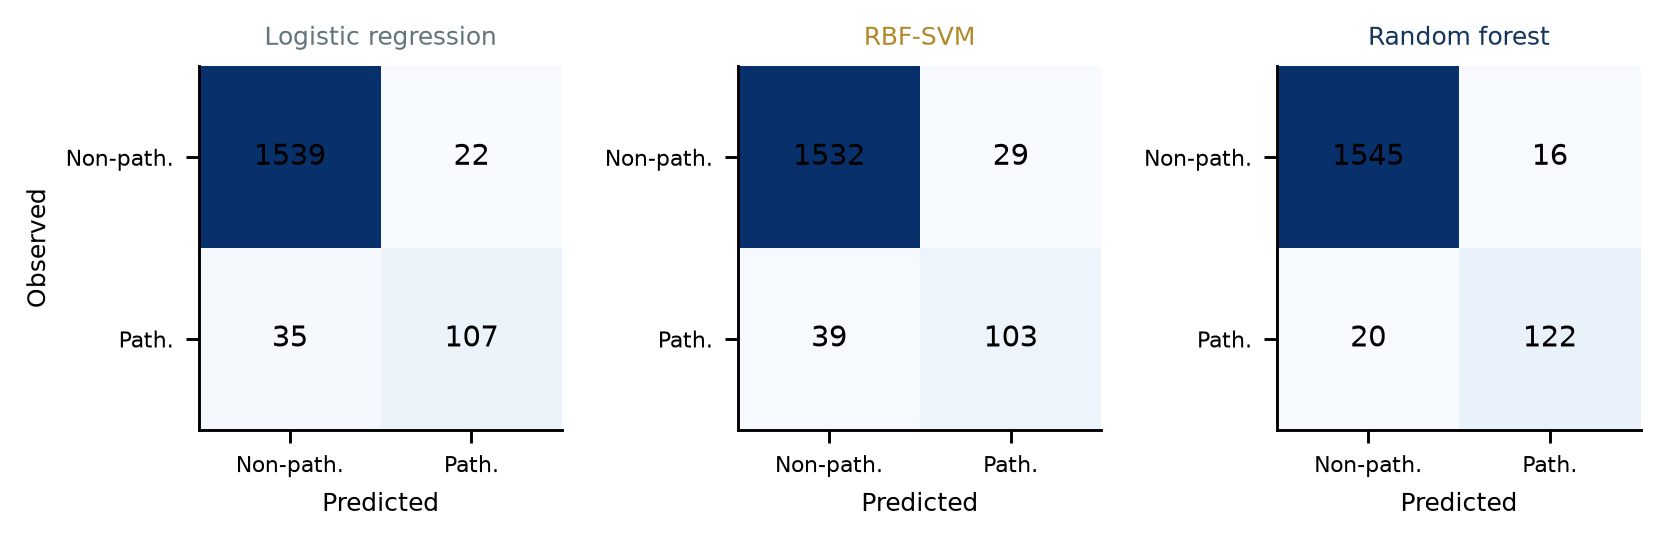 Logistic regression
RBF-SVM
Random forest
Observed
Non-path.
1539
22
Path.
35
107
Non-path.
Path.
Predicted
Non-path.
1532
29
Path.
39
103
Non-path.
Path.
Predicted
Non-path.
1545
16
Path.
20
122
Non-path.
Path.
Predicted